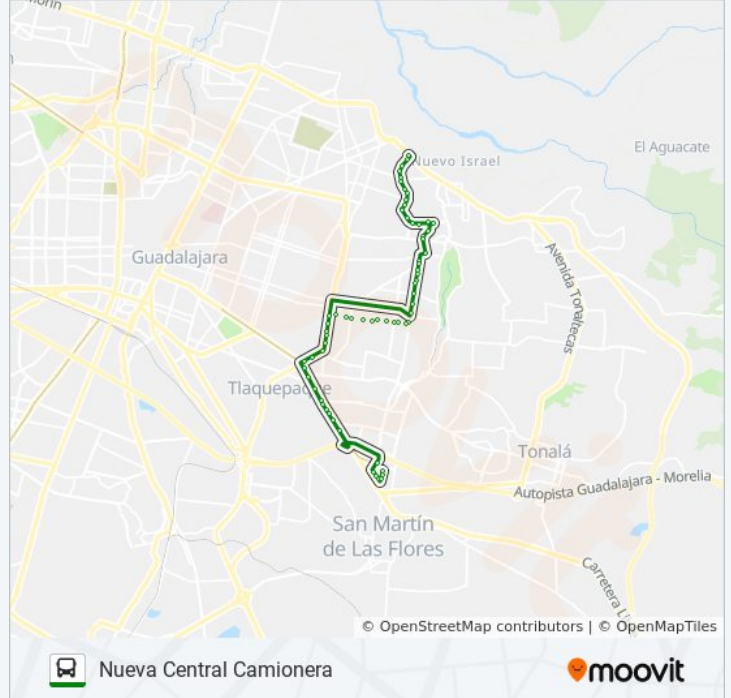 Nuevo Israel
El Aguacate
Guadalajara
Avenida Tonaltecas
Tlaquepaque
Tonalá
Autopista Guadalajara - Morelia
San Martín
de Las Flores
Carretera L
© OpenStreetMap contributors | © OpenMapTiles
Nueva Central Camionera
moovit